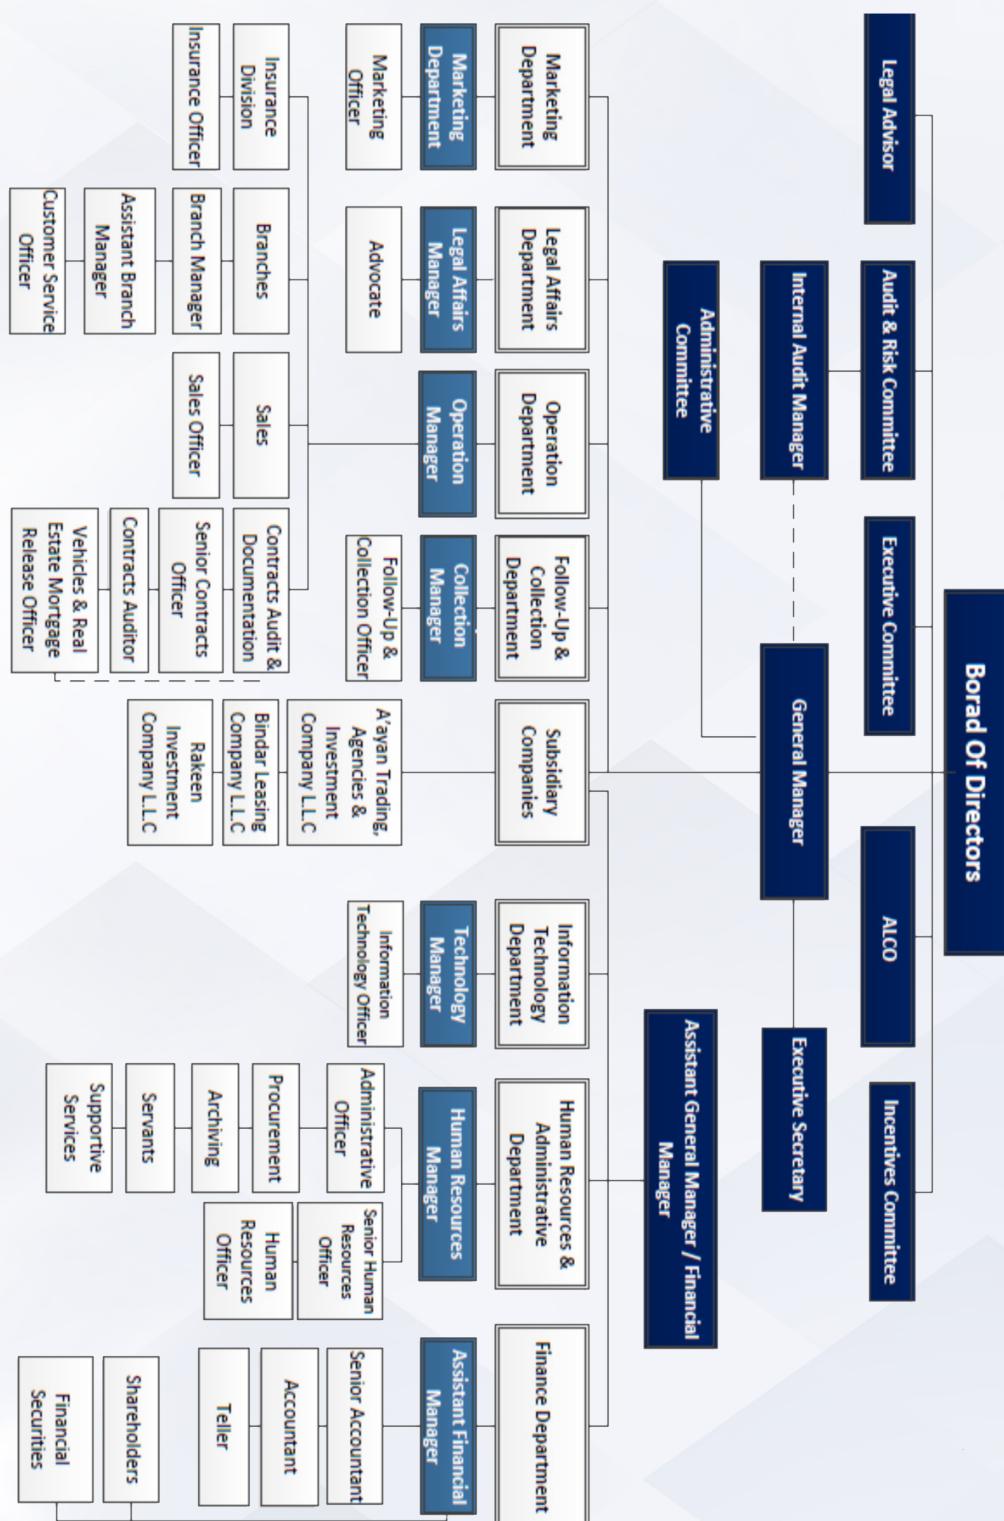 Borad Of Directors
Legal Advisor
Audit & Risk Committee
Executive Committee
ALCO
Incentives Committee
Internal Audit Manager
General Manager
Executive Secretary
Administrative
Committee
Assistant General Manager / Financial
Manager
Marketing
Department
Legal Affairs
Department
Operation
Department
Follow-Up &
Collection
Department
Subsidiary
Companies
Information
Technology
Department
Human Resources &
Administrative
Department
Finance Department
Marketing
Department
Legal Affairs
Manager
Operation
Manager
Collection
Manager
Technology
Manager
Human Resources
Manager
Assistant Financial
Manager
Marketing
Officer
Advocate
Follow-Up &
Collection Officer
A'ayan Trading,
Agencies &
Investment
Company L.L.C
Bindar Leasing
Company L.L.C
Rakeen
Investment
Company L.L.C
Information
Technology Officer
Administrative
Officer
Procurement
Archiving
Servants
Supportive
Services
Senior Human
Resources
Officer
Human
Resources
Officer
Senior Accountant
Accountant
Teller
Shareholders
Financial
Securities
Insurance
Division
Insurance Officer
Branches
Branch Manager
Assistant Branch
Manager
Customer Service
Officer
Sales
Sales Officer
Contracts Audit &
Documentation
Senior Contracts
Officer
Contracts Auditor
Vehicles & Real
Estate Mortgage
Release Officer